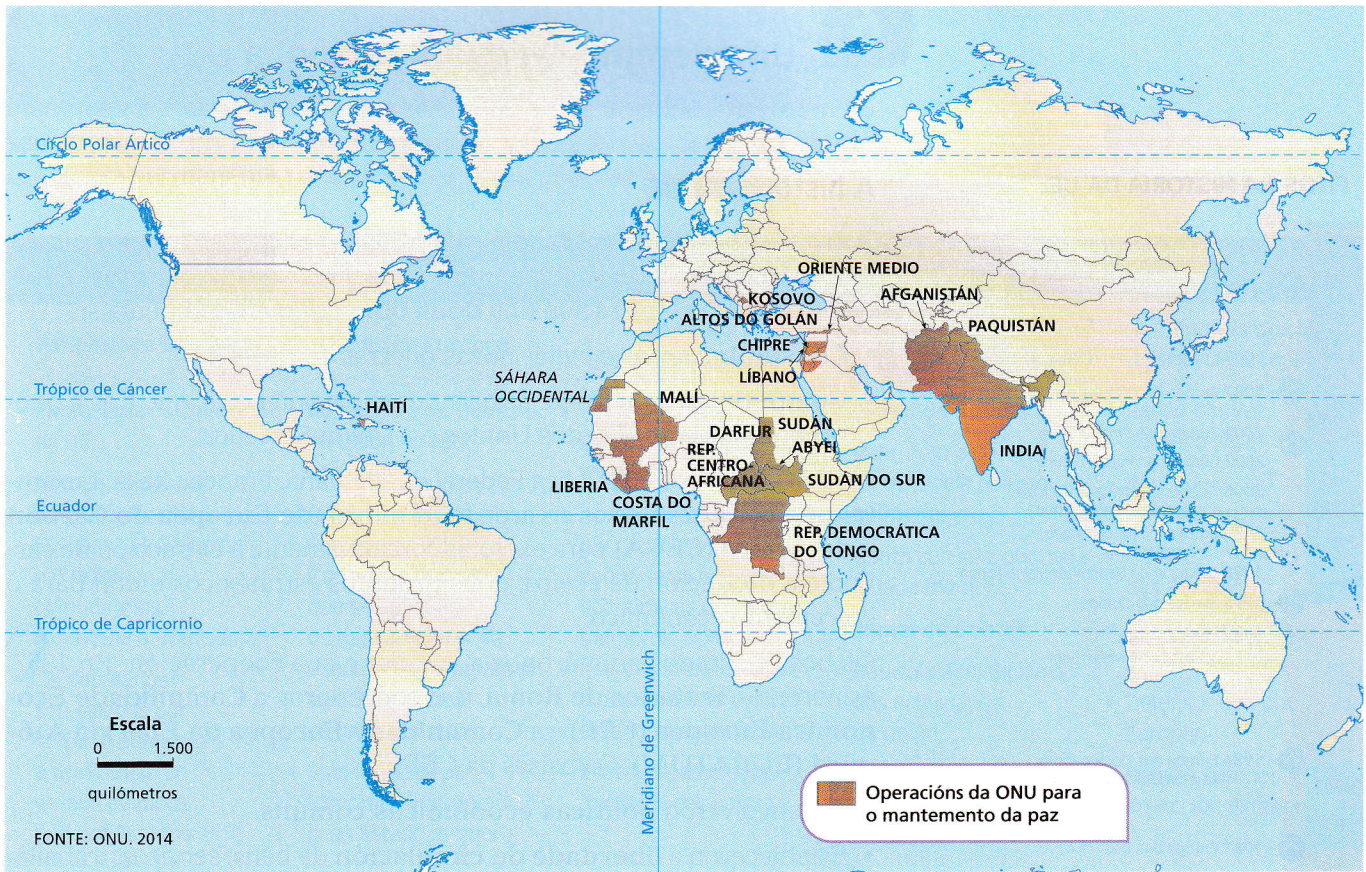 Círclo Polar Ártico
ORIENTE MEDIO
KOSOVO
AFGANISTÁN
ALTOS DO GOLÁN
PAQUISTÁN
CHIPRE
LÍBANO
SÁHARA
OCCIDENTAL
Trópico de Cáncer
MALÍ
HAITÍ
DARFUR
SUDÁN
ABYEI
INDIA
REP.
CENTRO-
AFRICANA
SUDÁN DO SUR
LIBERIA
COSTA DO
MARFIL
Ecuador
REP. DEMOCRÁTICA
DO CONGO
Trópico de Capricornio
Meridiano de Greenwich
Escala
0 1.500
quilómetros
Operacións da ONU para
o mantemento da paz
FONTE: ONU. 2014